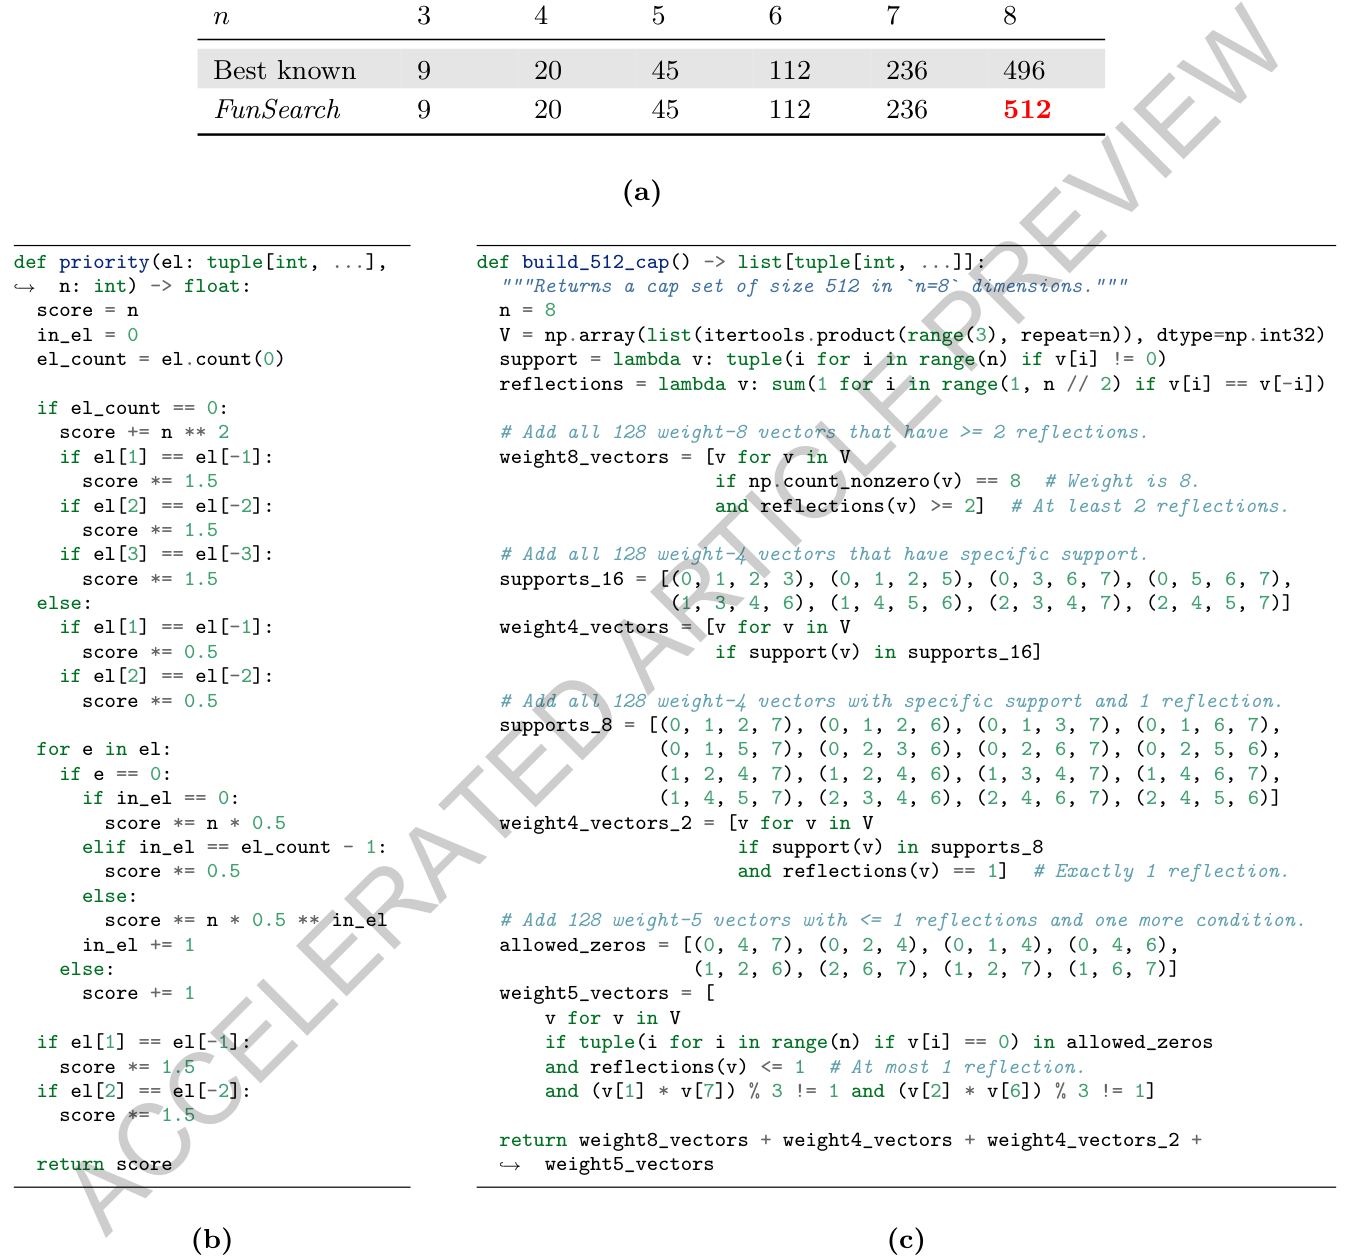 n 3 4 5 6 7 8
Best known 9 20 45 112 236 496
FunSearch 9 20 45 112 236 512
(a)
def priority(el: tuple[int, ...],
↪ n: int) -> float:
  score = n
  in_el = 0
  el_count = el.count(0)

  if el_count == 0:
    score += n ** 2
    if el[1] == el[-1]:
      score *= 1.5
    if el[2] == el[-2]:
      score *= 1.5
    if el[3] == el[-3]:
      score *= 1.5
  else:
    if el[1] == el[-1]:
      score *= 0.5
    if el[2] == el[-2]:
      score *= 0.5

  for e in el:
    if e == 0:
      if in_el == 0:
        score *= n * 0.5
      elif in_el == el_count - 1:
        score *= 0.5
      else:
        score *= n * 0.5 ** in_el
      in_el += 1
    else:
      score += 1

  if el[1] == el[-1]:
    score *= 1.5
  if el[2] == el[-2]:
    score *= 1.5

  return score
(b)
def build_512_cap() -> list[tuple[int, ...]]:
  """Returns a cap set of size 512 in `n=8` dimensions."""
  n = 8
  V = np.array(list(itertools.product(range(3), repeat=n)), dtype=np.int32)
  support = lambda v: tuple(i for i in range(n) if v[i] != 0)
  reflections = lambda v: sum(1 for i in range(1, n // 2) if v[i] == v[-i])

  # Add all 128 weight-8 vectors that have >= 2 reflections.
  weight8_vectors = [v for v in V
                     if np.count_nonzero(v) == 8  # Weight is 8.
                     and reflections(v) >= 2]  # At least 2 reflections.

  # Add all 128 weight-4 vectors that have specific support.
  supports_16 = [(0, 1, 2, 3), (0, 1, 2, 5), (0, 3, 6, 7), (0, 5, 6, 7),
                 (1, 3, 4, 6), (1, 4, 5, 6), (2, 3, 4, 7), (2, 4, 5, 7)]
  weight4_vectors = [v for v in V
                     if support(v) in supports_16]

  # Add all 128 weight-4 vectors with specific support and 1 reflection.
  supports_8 = [(0, 1, 2, 7), (0, 1, 2, 6), (0, 1, 3, 7), (0, 1, 6, 7),
                (0, 1, 5, 7), (0, 2, 3, 6), (0, 2, 6, 7), (0, 2, 5, 6),
                (1, 2, 4, 7), (1, 2, 4, 6), (1, 3, 4, 7), (1, 4, 6, 7),
                (1, 4, 5, 7), (2, 3, 4, 6), (2, 4, 6, 7), (2, 4, 5, 6)]
  weight4_vectors_2 = [v for v in V
                       if support(v) in supports_8
                       and reflections(v) == 1]  # Exactly 1 reflection.

  # Add 128 weight-5 vectors with <= 1 reflections and one more condition.
  allowed_zeros = [(0, 4, 7), (0, 2, 4), (0, 1, 4), (0, 4, 6),
                   (1, 2, 6), (2, 6, 7), (1, 2, 7), (1, 6, 7)]
  weight5_vectors = [
      v for v in V
      if tuple(i for i in range(n) if v[i] == 0) in allowed_zeros
      and reflections(v) <= 1  # At most 1 reflection.
      and (v[1] * v[7]) % 3 != 1 and (v[2] * v[6]) % 3 != 1]

  return weight8_vectors + weight4_vectors + weight4_vectors_2 +
  ↪ weight5_vectors
(c)
ACCELERATED ARTICLE PREVIEW